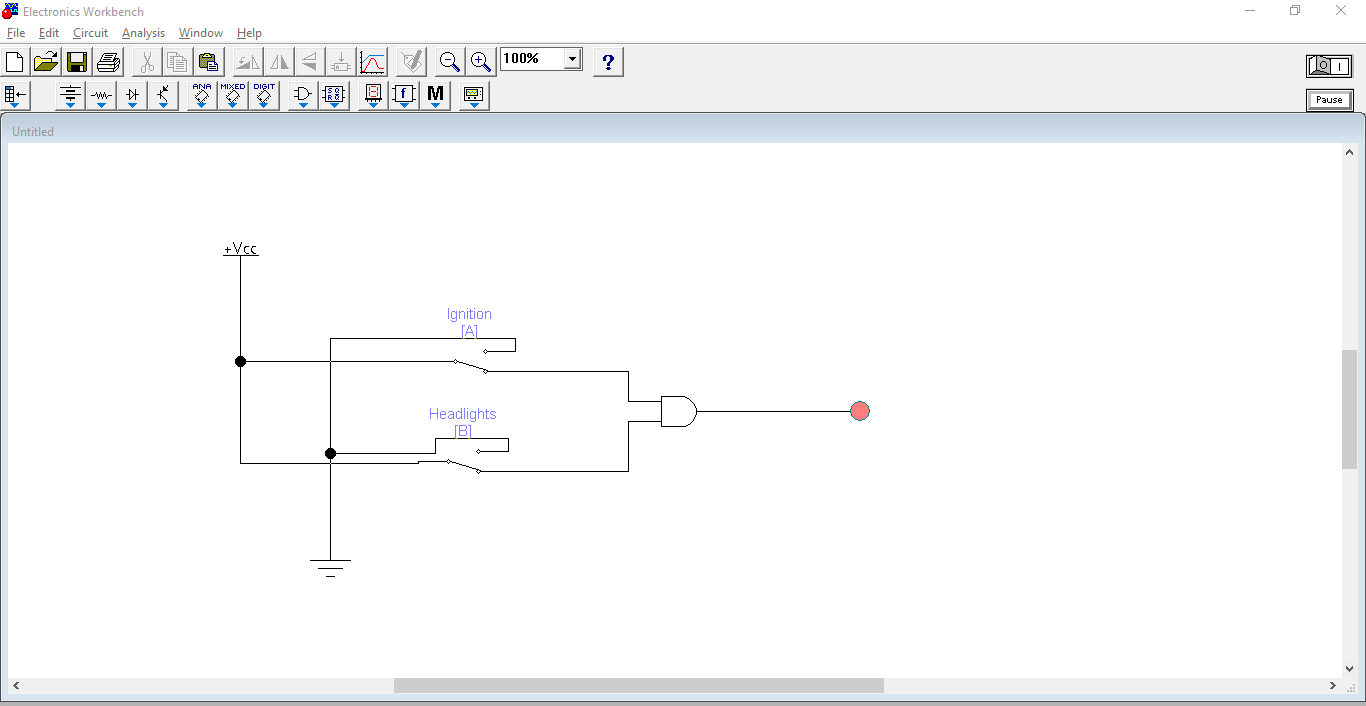 Electronics Workbench
File Edit Circuit Analysis Window Help
100% ?
ANA MIXED DIGIT f M
Pause
Untitled
+Vcc
Ignition
[A]
Headlights
[B]